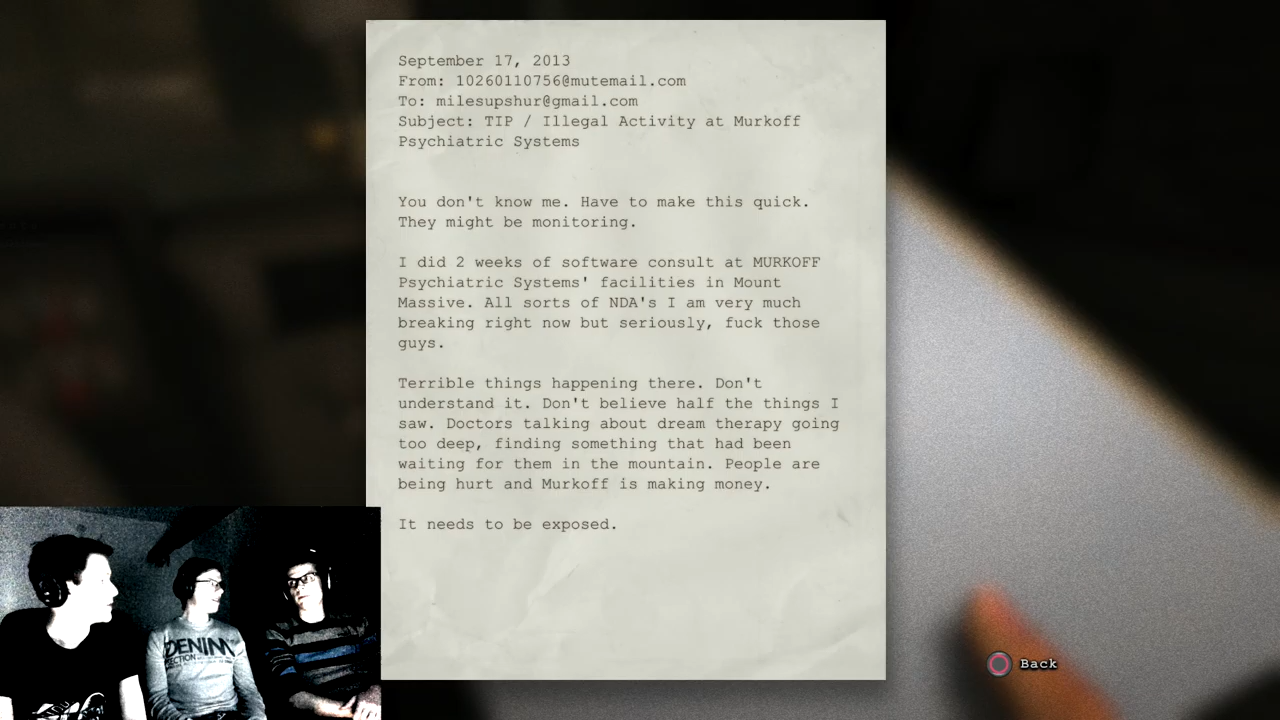 September 17, 2013
From: 10260110756@mutemail.com
To: milesupshur@gmail.com
Subject: TIP / Illegal Activity at Murkoff
Psychiatric Systems
You don't know me. Have to make this quick.
They might be monitoring.
I did 2 weeks of software consult at MURKOFF
Psychiatric Systems' facilities in Mount
Massive. All sorts of NDA's I am very much
breaking right now but seriously, fuck those
guys.
Terrible things happening there. Don't
understand it. Don't believe half the things I
saw. Doctors talking about dream therapy going
too deep, finding something that had been
waiting for them in the mountain. People are
being hurt and Murkoff is making money.
It needs to be exposed.
DENIM
Back